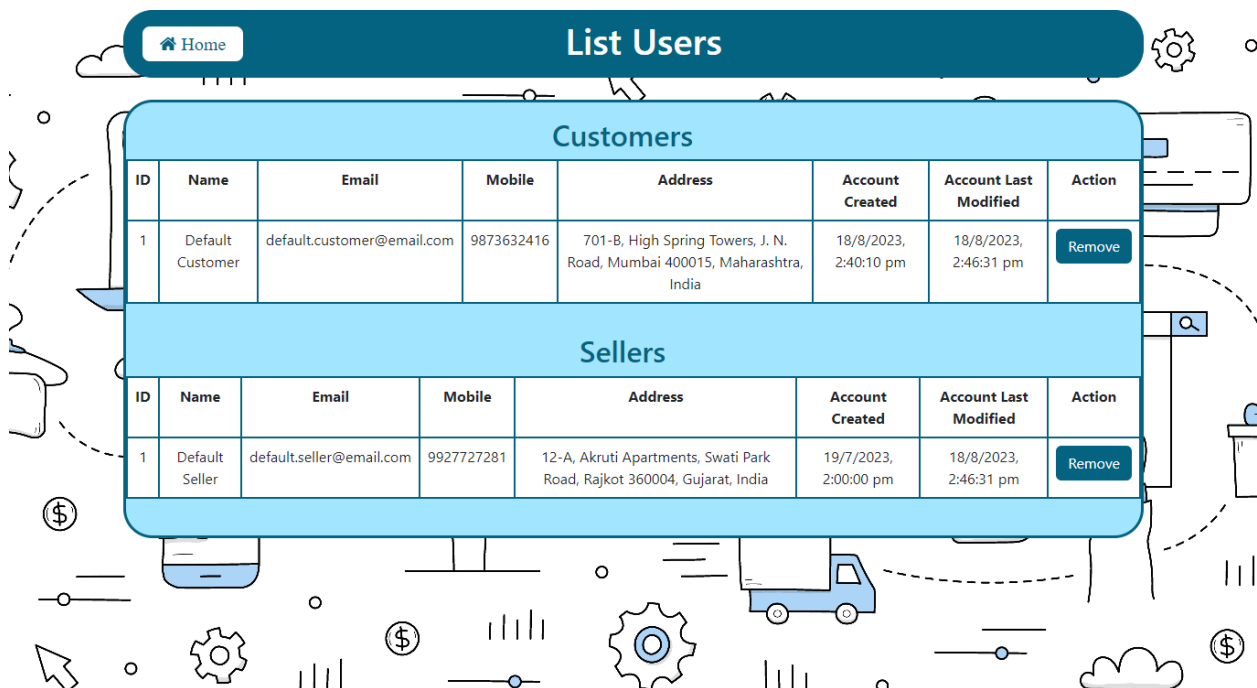 Home
List Users
Customers
ID Name Email Mobile Address Account Account Last Action
Created Modified
1 Default default.customer@email.com 9873632416 701-B, High Spring Towers, J. N. 18/8/2023, 18/8/2023, Remove
Customer Road, Mumbai 400015, Maharashtra, 2:40:10 pm 2:46:31 pm
India
Sellers
ID Name Email Mobile Address Account Account Last Action
Created Modified
1 Default default.seller@email.com 9927727281 12-A, Akruti Apartments, Swati Park 19/7/2023, 18/8/2023, Remove
Seller Road, Rajkot 360004, Gujarat, India 2:00:00 pm 2:46:31 pm
$
$
$